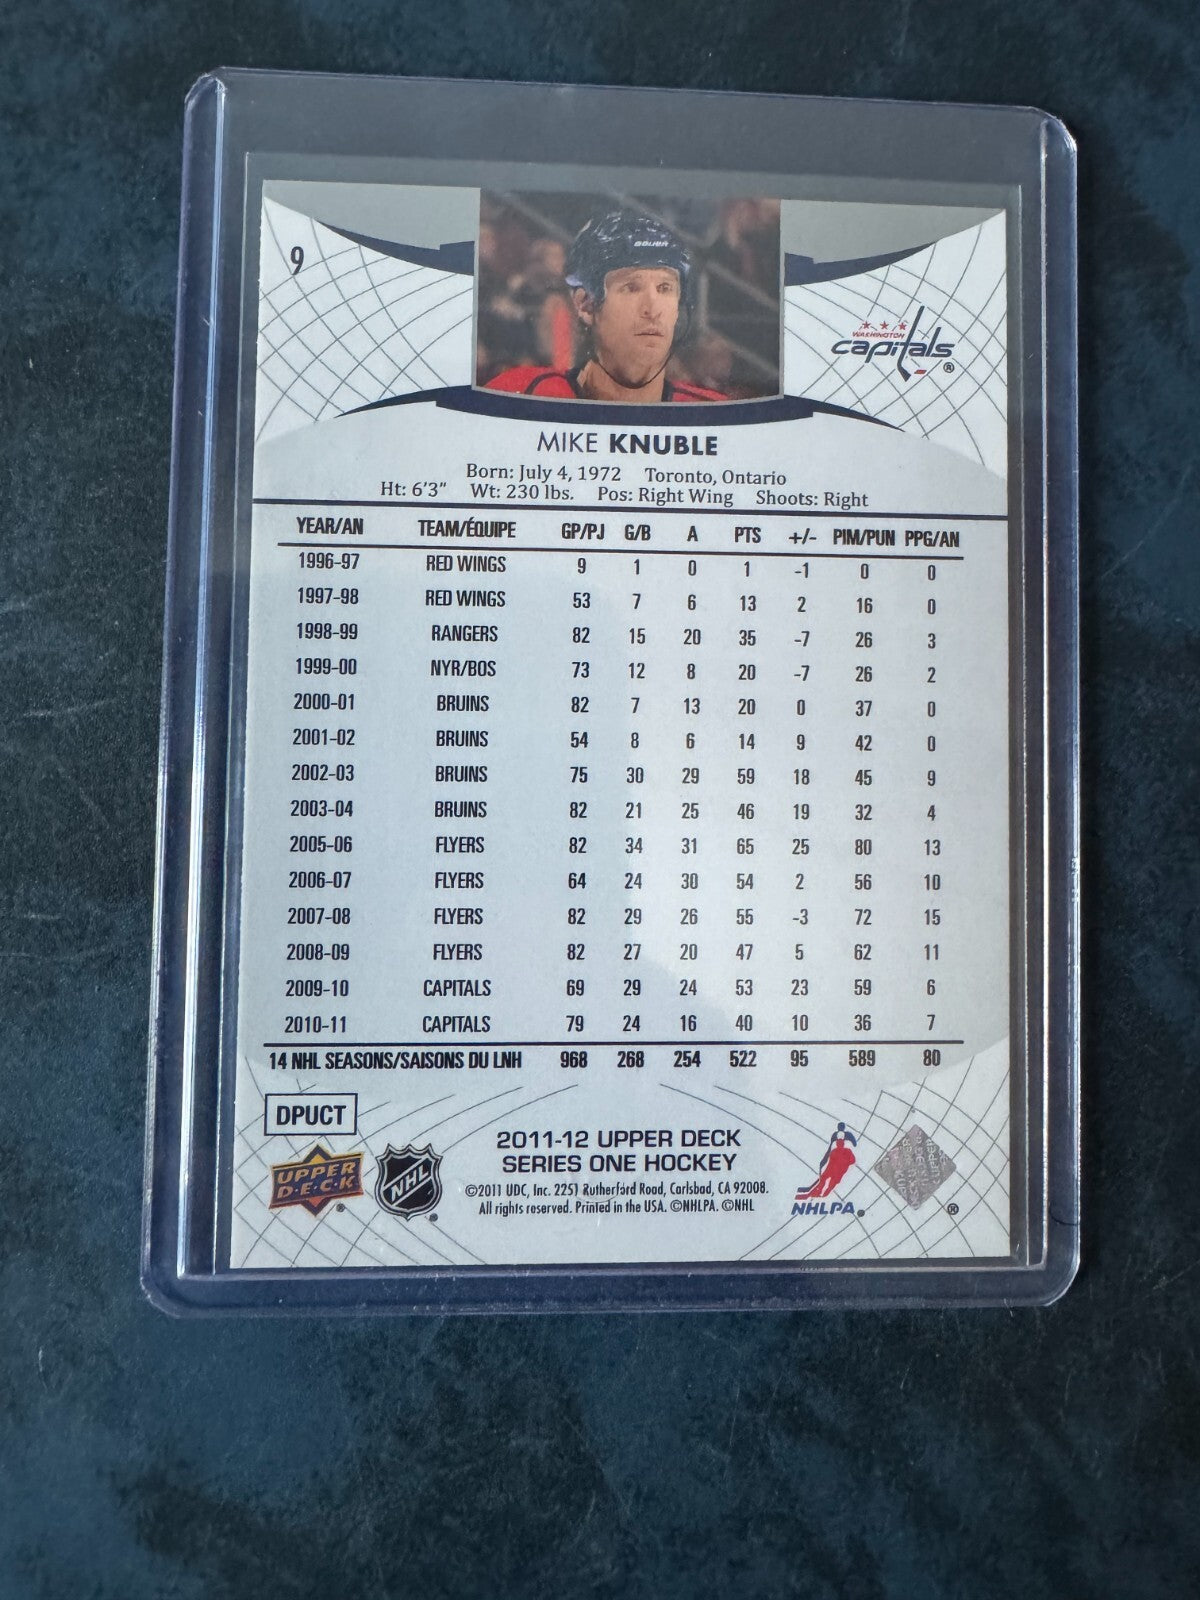 9
BAUER
WASHINGTON
capitals®
MIKE KNUBLE
Born: July 4, 1972 Toronto, Ontario
Ht: 6'3" Wt: 230 lbs. Pos: Right Wing Shoots: Right
YEAR/AN TEAM/ÉQUIPE GP/PJ G/B A PTS +/- PIM/PUN PPG/AN
1996-97 RED WINGS 9 1 0 1 -1 0 0
1997-98 RED WINGS 53 7 6 13 2 16 0
1998-99 RANGERS 82 15 20 35 -7 26 3
1999-00 NYR/BOS 73 12 8 20 -7 26 2
2000-01 BRUINS 82 7 13 20 0 37 0
2001-02 BRUINS 54 8 6 14 9 42 0
2002-03 BRUINS 75 30 29 59 18 45 9
2003-04 BRUINS 82 21 25 46 19 32 4
2005-06 FLYERS 82 34 31 65 25 80 13
2006-07 FLYERS 64 24 30 54 2 56 10
2007-08 FLYERS 82 29 26 55 -3 72 15
2008-09 FLYERS 82 27 20 47 5 62 11
2009-10 CAPITALS 69 29 24 53 23 59 6
2010-11 CAPITALS 79 24 16 40 10 36 7
14 NHL SEASONS/SAISONS DU LNH 968 268 254 522 95 589 80
DPUCT
UPPER
D·E·C·K ®
NHL ®
2011-12 UPPER DECK
SERIES ONE HOCKEY
©2011 UDC, Inc. 2251 Rutherford Road, Carlsbad, CA 92008.
All rights reserved. Printed in the USA. ©NHLPA. ©NHL
NHLPA®
®